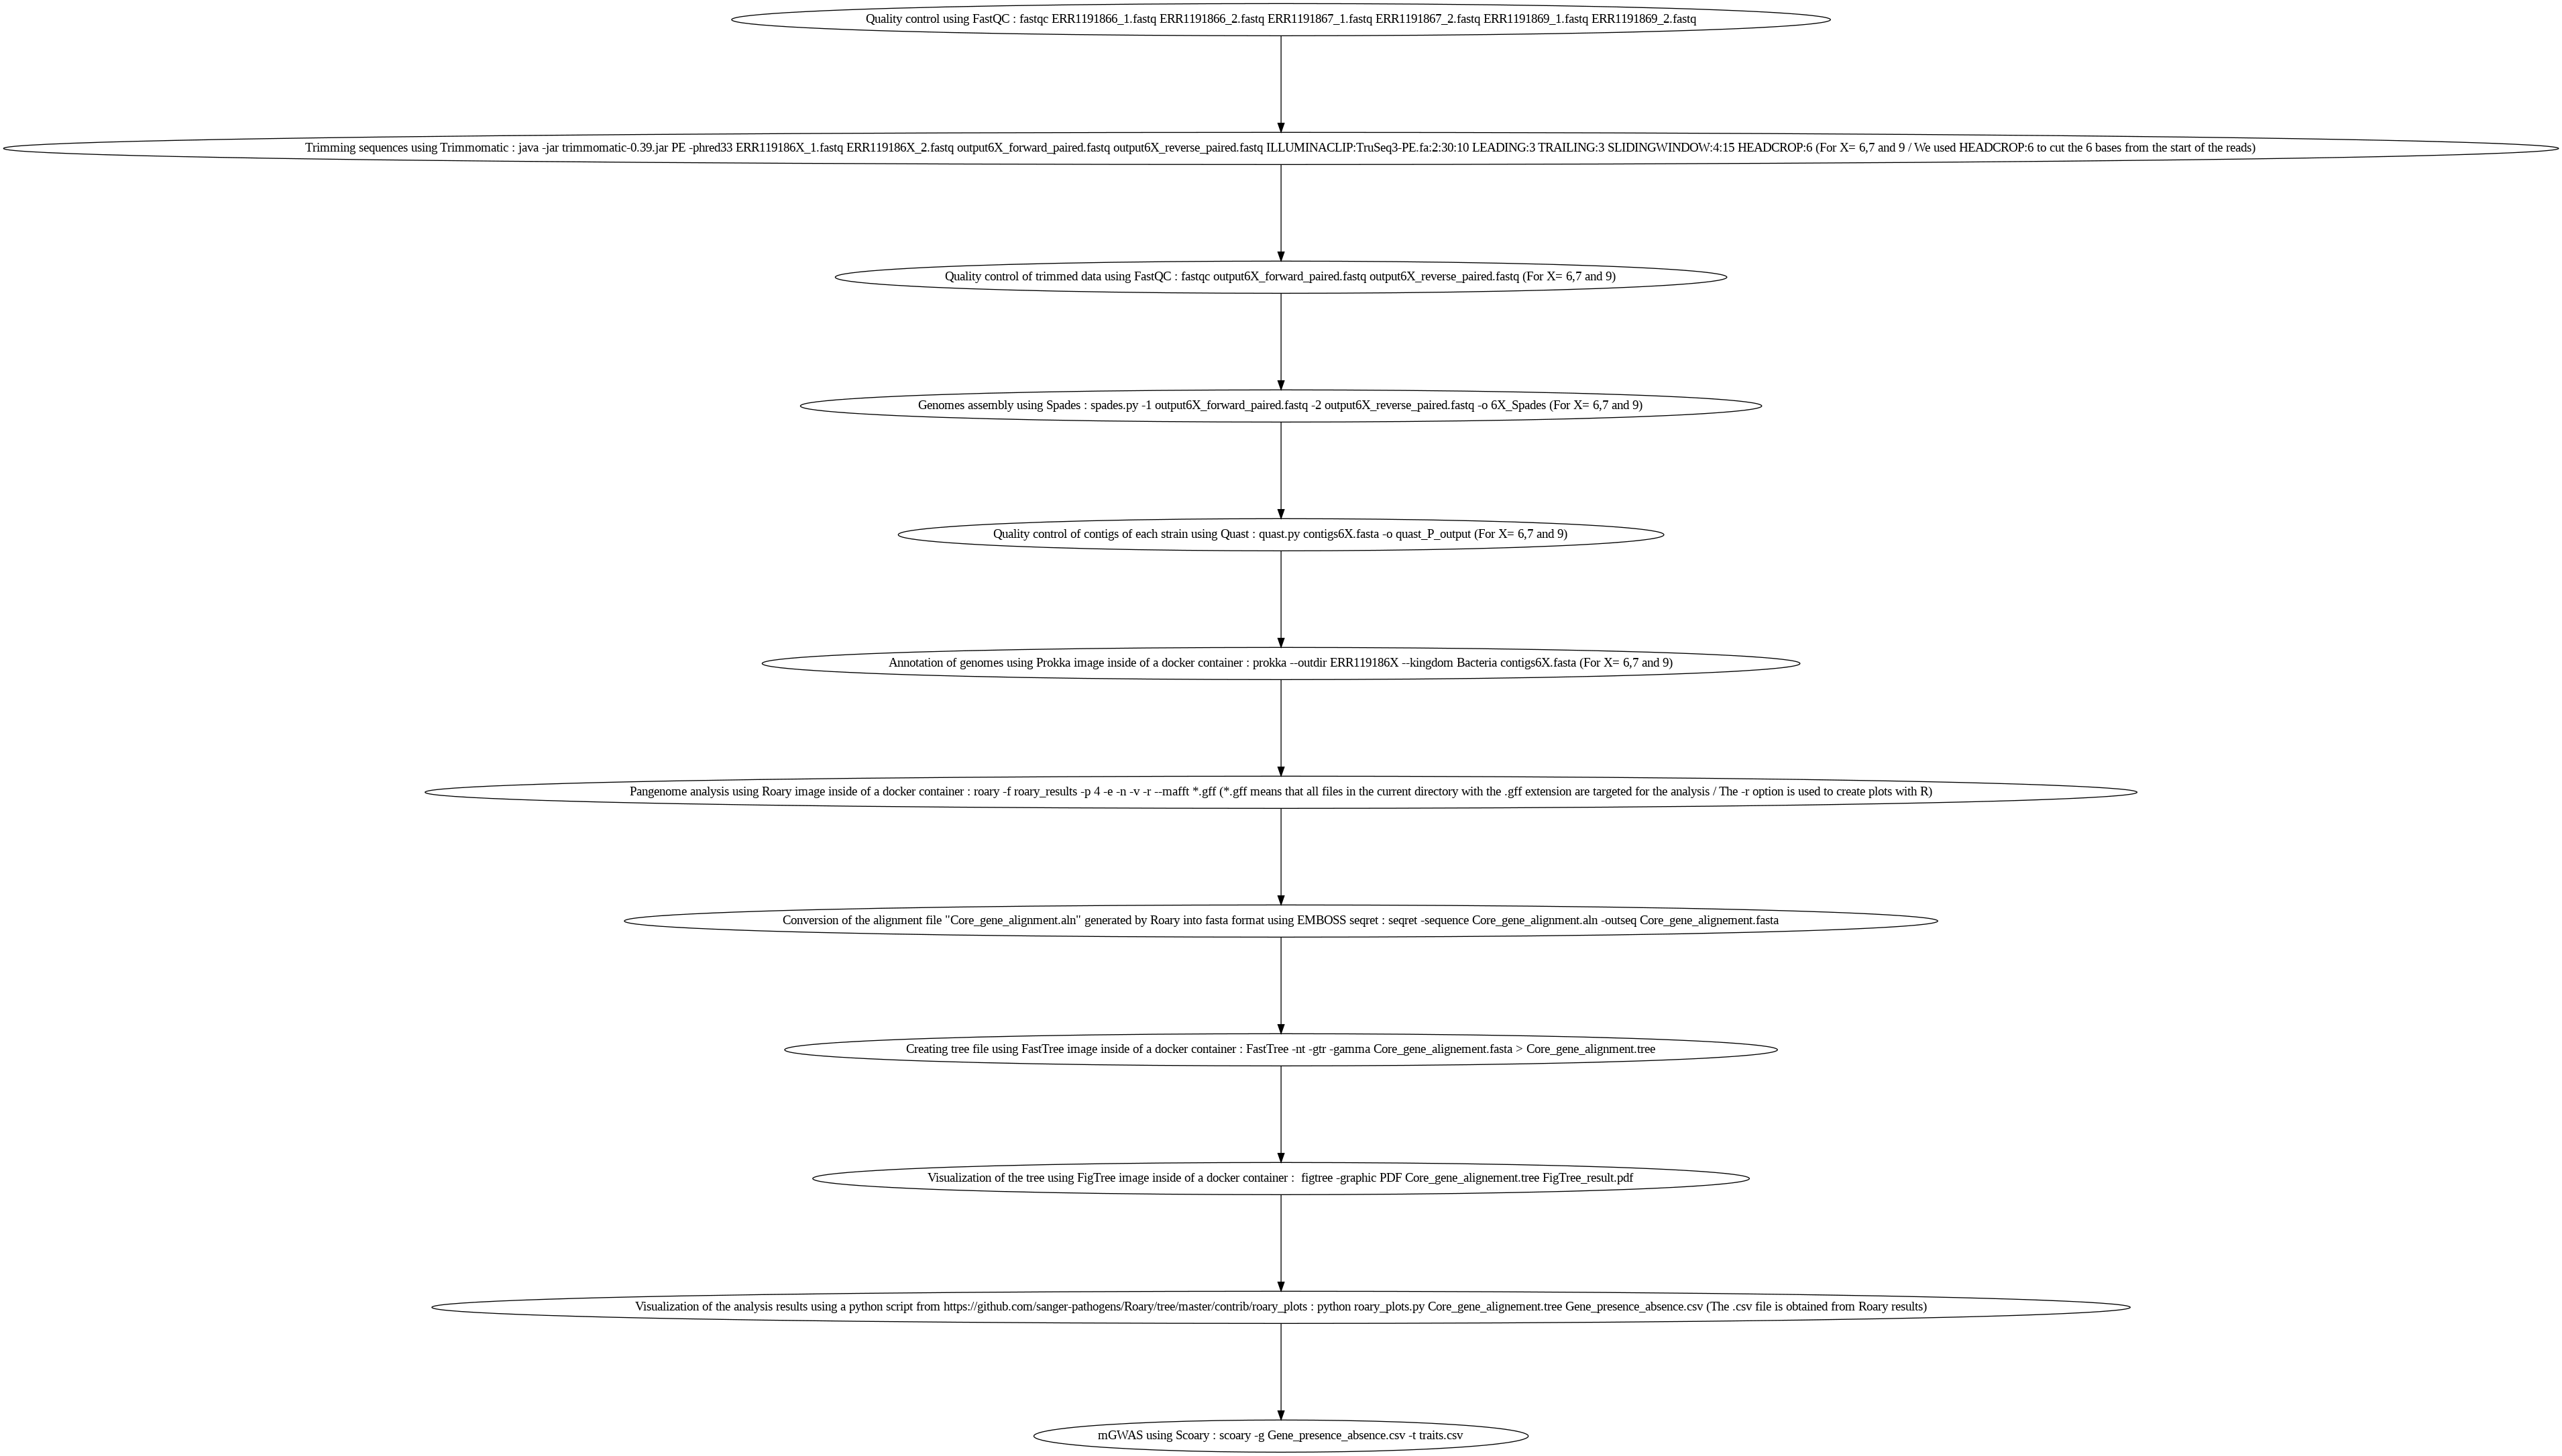 Quality control using FastQC : fastqc ERR1191866_1.fastq ERR1191866_2.fastq ERR1191867_1.fastq ERR1191867_2.fastq ERR1191869_1.fastq ERR1191869_2.fastq
Trimming sequences using Trimmomatic : java -jar trimmomatic-0.39.jar PE -phred33 ERR119186X_1.fastq ERR119186X_2.fastq output6X_forward_paired.fastq output6X_reverse_paired.fastq ILLUMINACLIP:TruSeq3-PE.fa:2:30:10 LEADING:3 TRAILING:3 SLIDINGWINDOW:4:15 HEADCROP:6 (For X= 6,7 and 9 / We used HEADCROP:6 to cut the 6 bases from the start of the reads)
Quality control of trimmed data using FastQC : fastqc output6X_forward_paired.fastq output6X_reverse_paired.fastq (For X= 6,7 and 9)
Genomes assembly using Spades : spades.py -1 output6X_forward_paired.fastq -2 output6X_reverse_paired.fastq -o 6X_Spades (For X= 6,7 and 9)
Quality control of contigs of each strain using Quast : quast.py contigs6X.fasta -o quast_P_output (For X= 6,7 and 9)
Annotation of genomes using Prokka image inside of a docker container : prokka --outdir ERR119186X --kingdom Bacteria contigs6X.fasta (For X= 6,7 and 9)
Pangenome analysis using Roary image inside of a docker container : roary -f roary_results -p 4 -e -n -v -r --mafft *.gff (*.gff means that all files in the current directory with the .gff extension are targeted for the analysis / The -r option is used to create plots with R)
Conversion of the alignment file "Core_gene_alignment.aln" generated by Roary into fasta format using EMBOSS seqret : seqret -sequence Core_gene_alignment.aln -outseq Core_gene_alignement.fasta
Creating tree file using FastTree image inside of a docker container : FastTree -nt -gtr -gamma Core_gene_alignement.fasta > Core_gene_alignment.tree
Visualization of the tree using FigTree image inside of a docker container :  figtree -graphic PDF Core_gene_alignement.tree FigTree_result.pdf
Visualization of the analysis results using a python script from https://github.com/sanger-pathogens/Roary/tree/master/contrib/roary_plots : python roary_plots.py Core_gene_alignement.tree Gene_presence_absence.csv (The .csv file is obtained from Roary results)
mGWAS using Scoary : scoary -g Gene_presence_absence.csv -t traits.csv